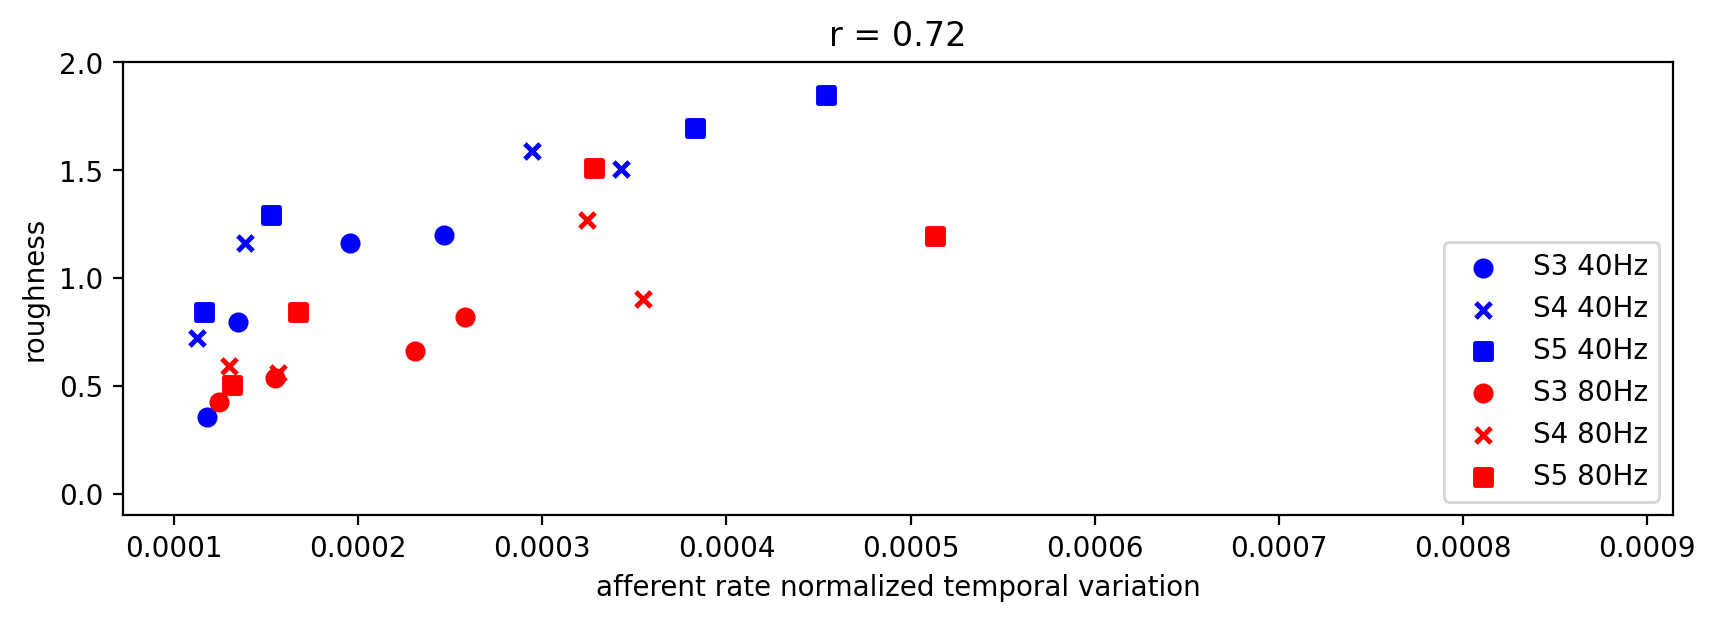 r = 0.72
2.0
1.5
1.0
0.5
0.0
roughness
S3 40Hz
S4 40Hz
S5 40Hz
S3 80Hz
S4 80Hz
S5 80Hz
0.0001 0.0002 0.0003 0.0004 0.0005 0.0006 0.0007 0.0008 0.0009
afferent rate normalized temporal variation